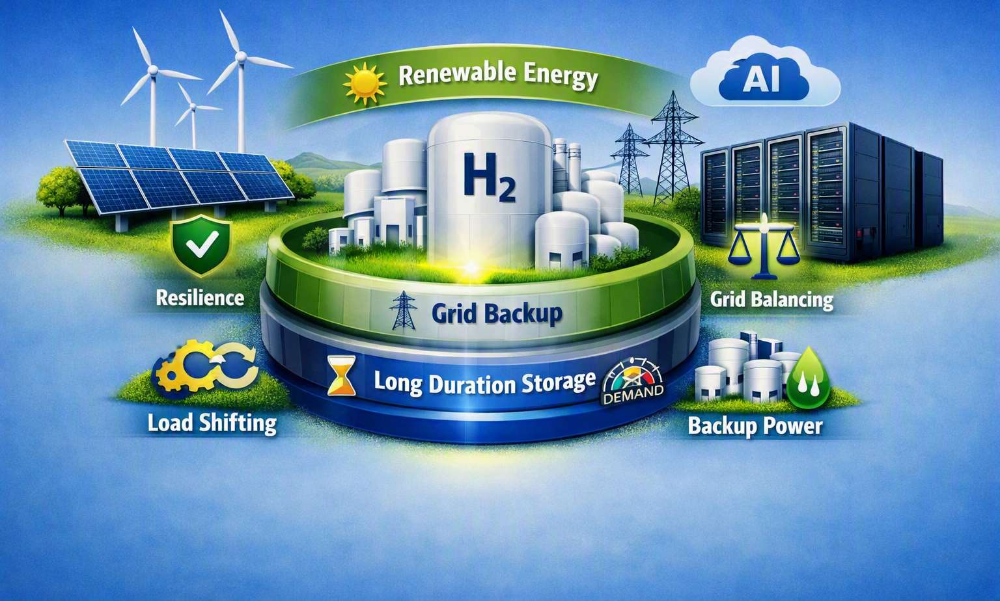 Renewable Energy
AI
H₂
Resilience
Grid Balancing
Grid Backup
Long Duration Storage
DEMAND
Load Shifting
Backup Power